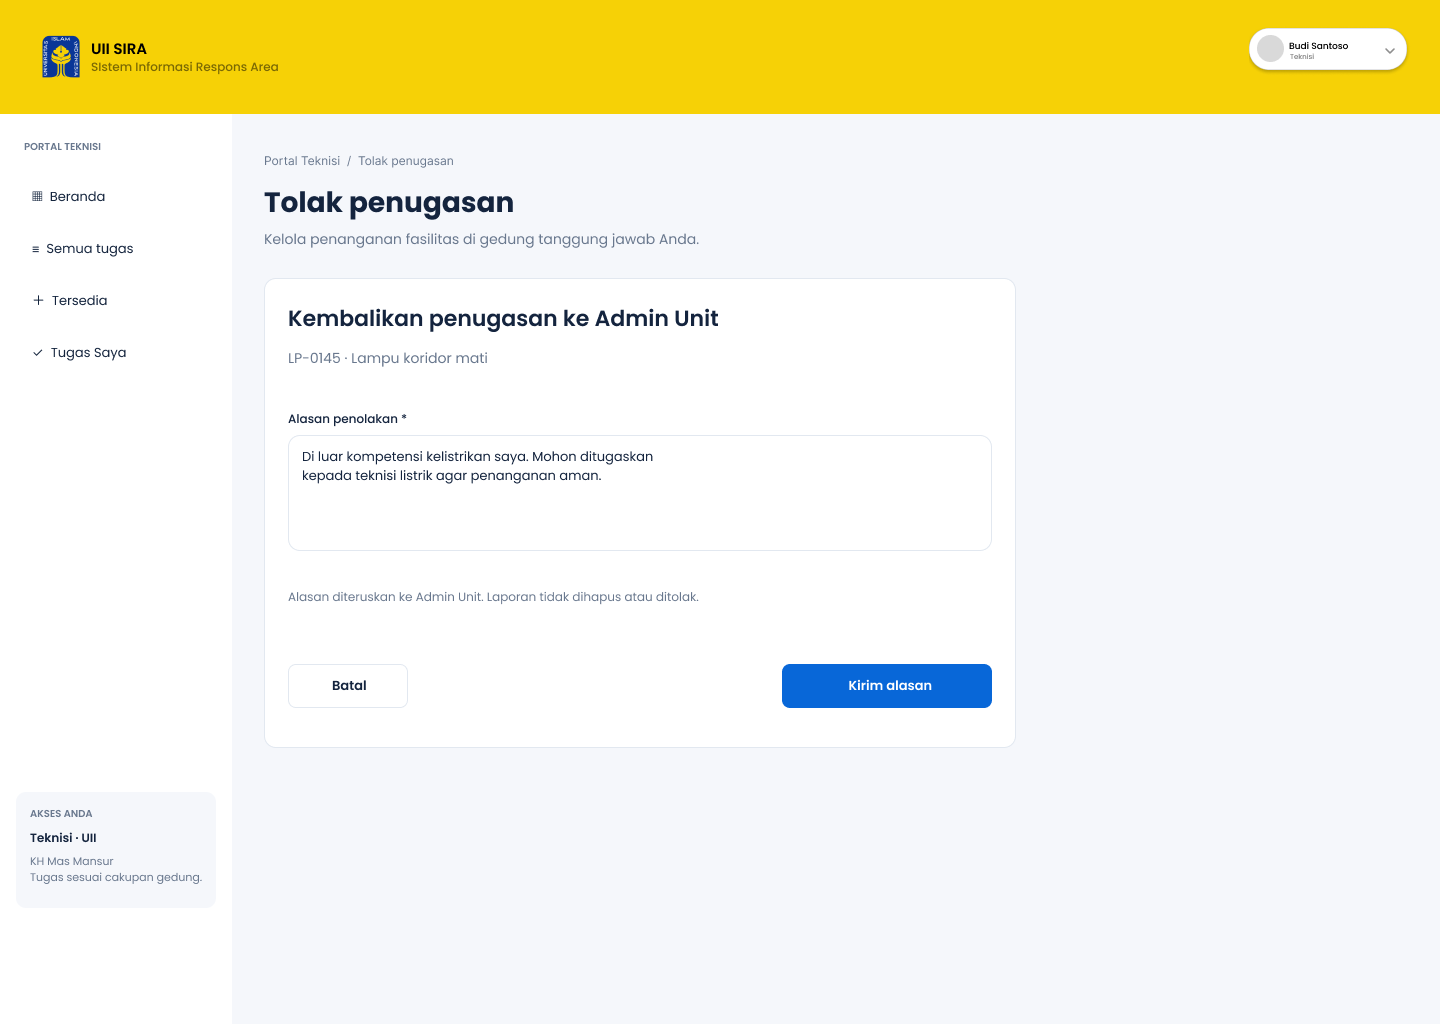 UNIVERSITAS ISLAM INDONESIA
UII SIRA
SIstem Informasi Respons Area
Budi Santoso
Teknisi
PORTAL TEKNISI
Beranda
Semua tugas
Tersedia
Tugas Saya
AKSES ANDA
Teknisi · UII
KH Mas Mansur
Tugas sesuai cakupan gedung.
Portal Teknisi / Tolak penugasan
Tolak penugasan
Kelola penanganan fasilitas di gedung tanggung jawab Anda.
Kembalikan penugasan ke Admin Unit
LP-0145 · Lampu koridor mati
Alasan penolakan *
Di luar kompetensi kelistrikan saya. Mohon ditugaskan
kepada teknisi listrik agar penanganan aman.
Alasan diteruskan ke Admin Unit. Laporan tidak dihapus atau ditolak.
Batal
Kirim alasan